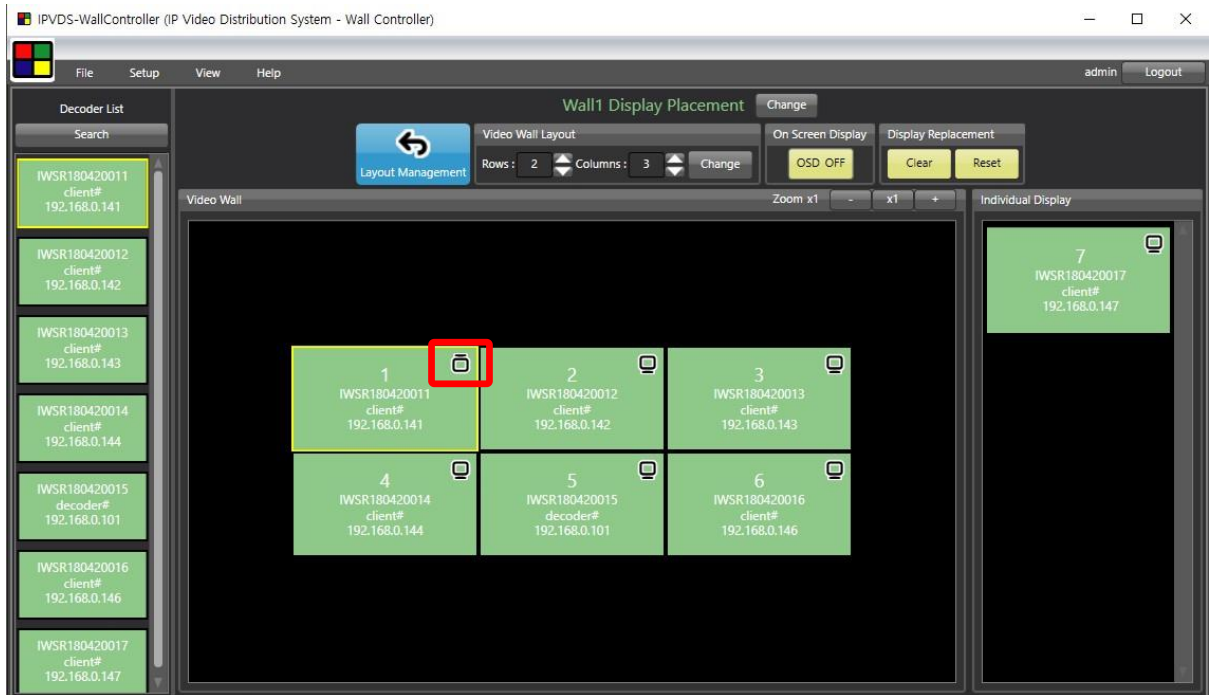 IPVDS-WallController (IP Video Distribution System - Wall Controller)
File Setup View Help
admin Logout
Decoder List
Search
IWSR180420011
client#
192.168.0.141
IWSR180420012
client#
192.168.0.142
IWSR180420013
client#
192.168.0.143
IWSR180420014
client#
192.168.0.144
IWSR180420015
decoder#
192.168.0.101
IWSR180420016
client#
192.168.0.146
IWSR180420017
client#
192.168.0.147
Wall1 Display Placement Change
Layout Management
Video Wall Layout
Rows : 2 Columns : 3 Change
On Screen Display
OSD OFF
Display Replacement
Clear Reset
Video Wall
Zoom x1 - x1 +
1
IWSR180420011
client#
192.168.0.141
2
IWSR180420012
client#
192.168.0.142
3
IWSR180420013
client#
192.168.0.143
4
IWSR180420014
client#
192.168.0.144
5
IWSR180420015
decoder#
192.168.0.101
6
IWSR180420016
client#
192.168.0.146
Individual Display
7
IWSR180420017
client#
192.168.0.147